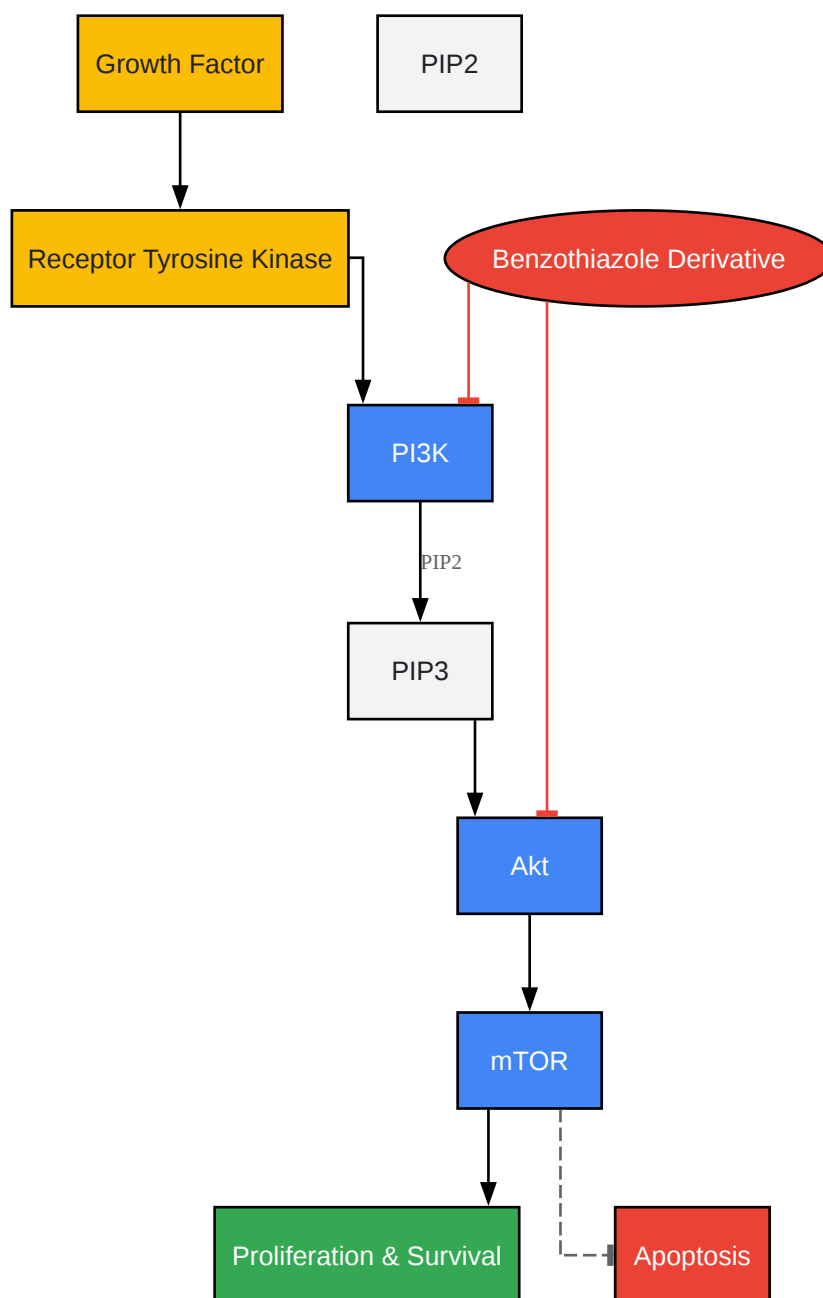 Growth Factor
PIP2
Receptor Tyrosine Kinase
Benzothiazole Derivative
PI3K
PIP2
PIP3
Akt
mTOR
Proliferation & Survival
Apoptosis